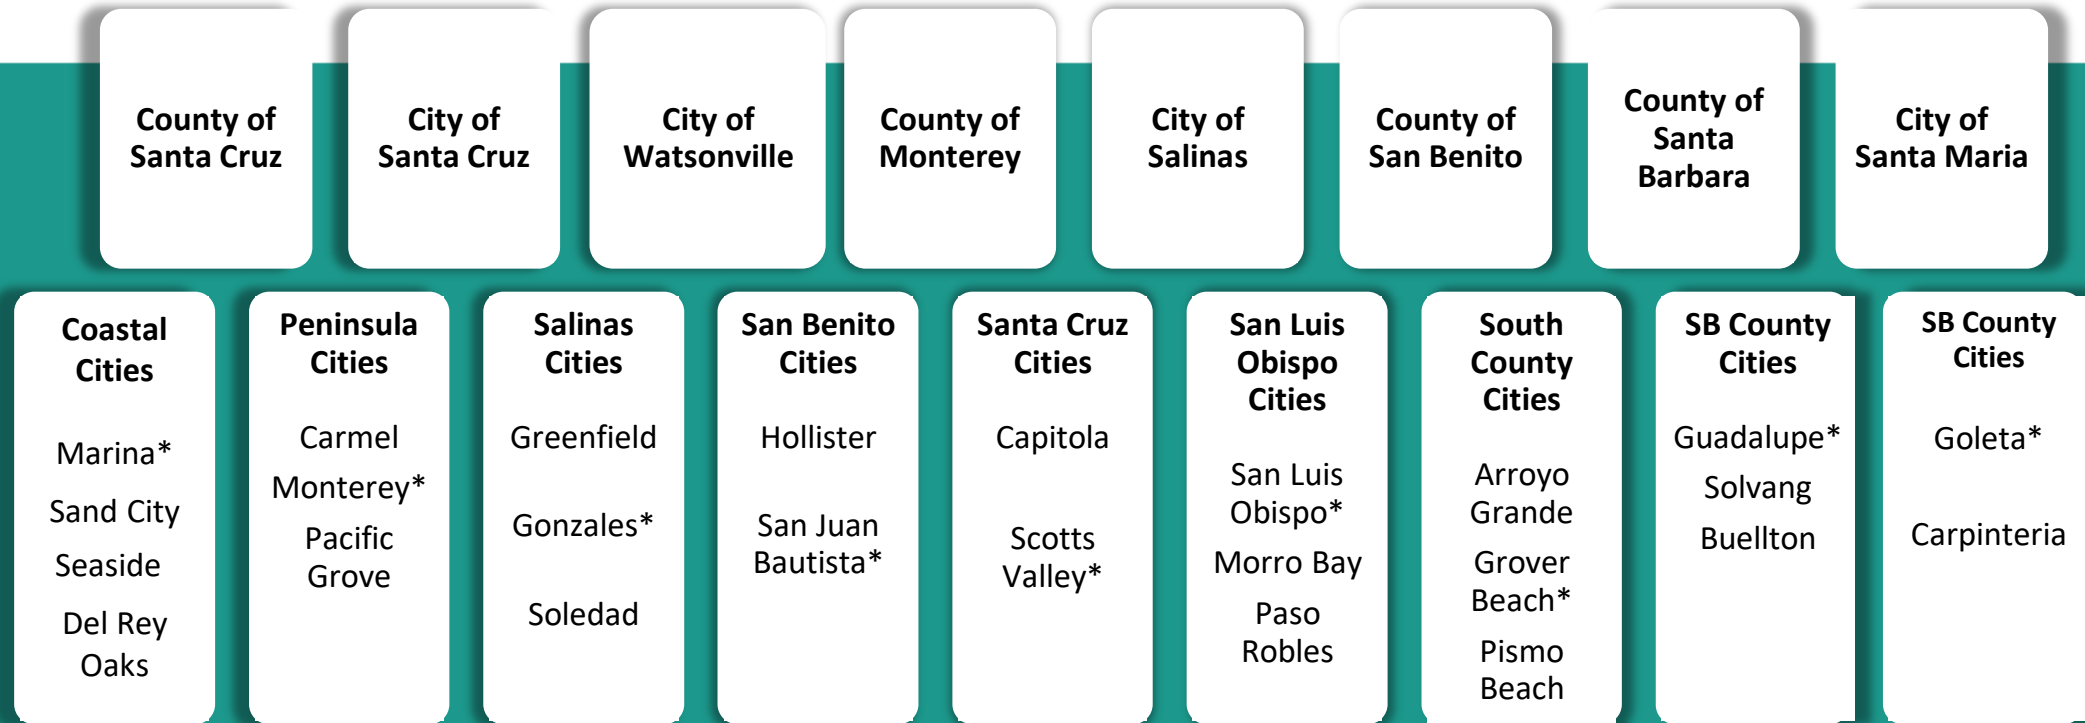 County of
Santa Cruz
City of
Santa Cruz
City of
Watsonville
County of
Monterey
City of
Salinas
County of
San Benito
County of
Santa
Barbara
City of
Santa Maria
Coastal
Cities
Marina*
Sand City
Seaside
Del Rey
Oaks
Peninsula
Cities
Carmel
Monterey*
Pacific
Grove
Salinas
Cities
Greenfield
Gonzales*
Soledad
San Benito
Cities
Hollister
San Juan
Bautista*
Santa Cruz
Cities
Capitola
Scotts
Valley*
San Luis
Obispo
Cities
San Luis
Obispo*
Morro Bay
Paso
Robles
South
County
Cities
Arroyo
Grande
Grover
Beach*
Pismo
Beach
SB County
Cities
Guadalupe*
Solvang
Buellton
SB County
Cities
Goleta*
Carpinteria